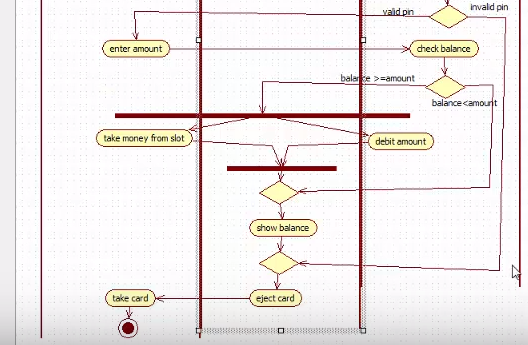 valid pin
invalid pin
enter amount
check balance
balance >=amount
balance<amount
take money from slot
debit amount
show balance
take card
eject card